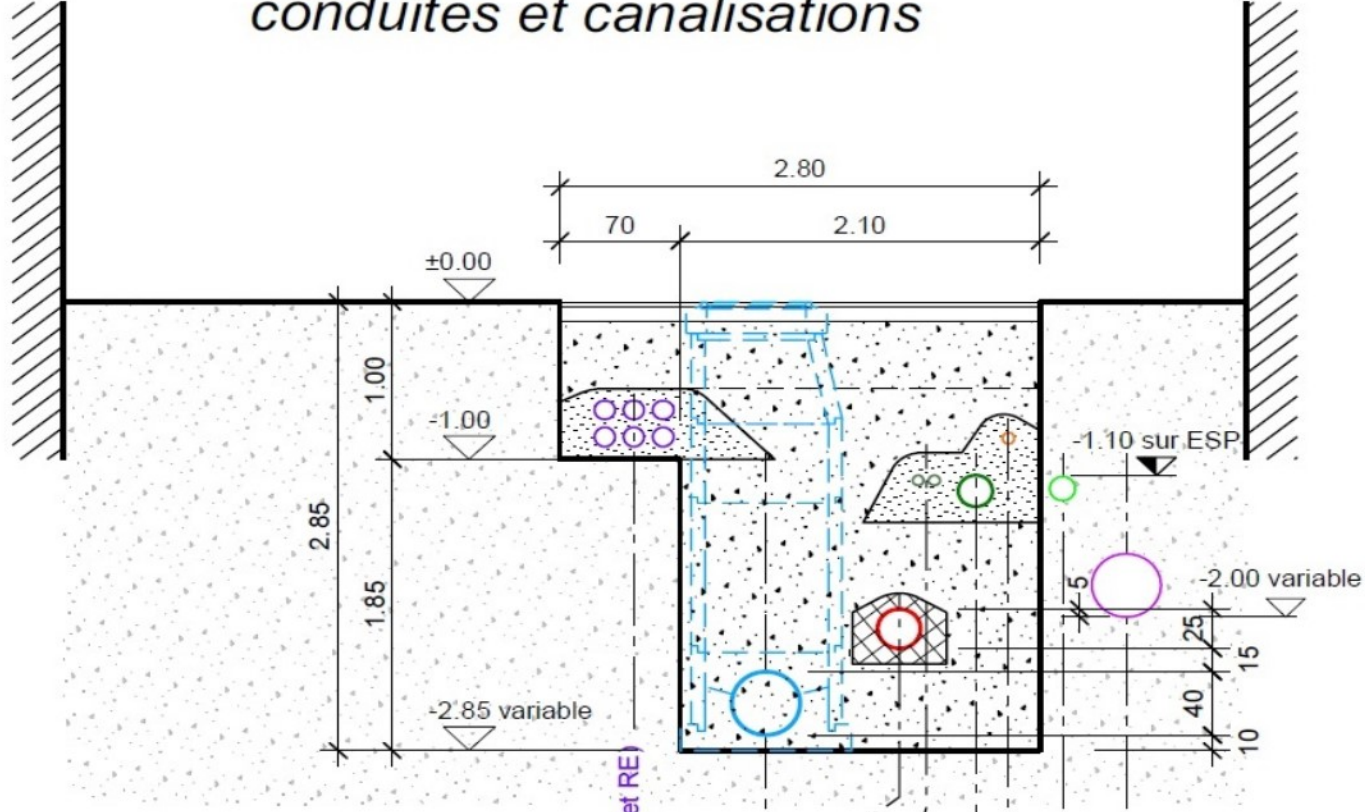 conduites et canalisations
2.80
70
2.10
±0.00
1.00
-1.00
-1.10 sur ESP
2.85
1.85
5
-2.00 variable
25
15
40
-2.85 variable
10
et RE)